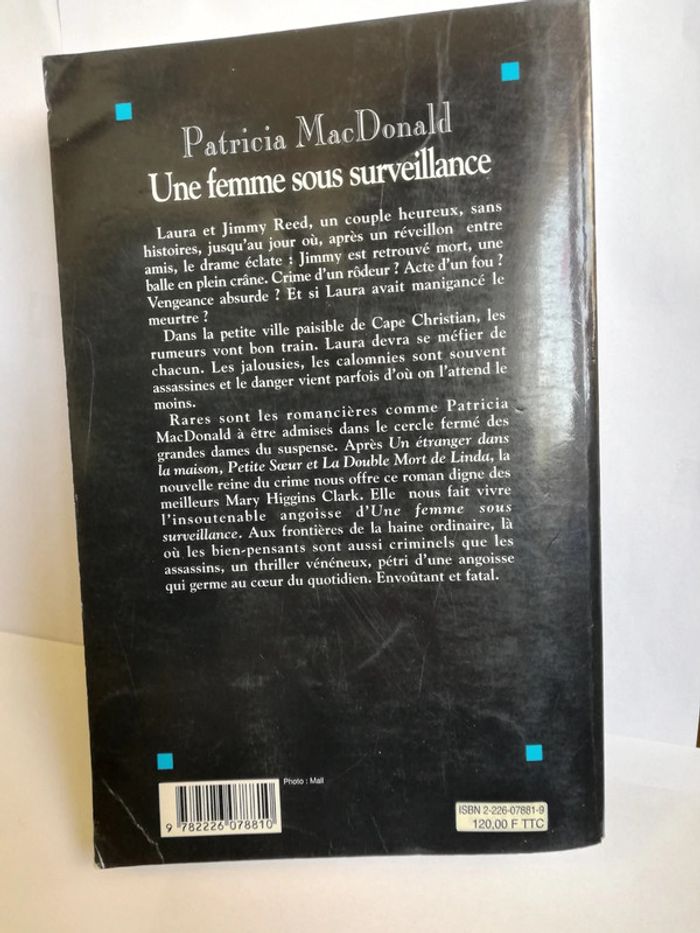 Patricia MacDonald
Une femme sous surveillance
Laura et Jimmy Reed, un couple heureux, sans
histoires, jusqu'au jour où, après un réveillon entre
amis, le drame éclate : Jimmy est retrouvé mort, une
balle en plein crâne. Crime d'un rôdeur ? Acte d'un fou ?
Vengeance absurde ? Et si Laura avait manigancé le
meurtre ?
Dans la petite ville paisible de Cape Christian, les
rumeurs vont bon train. Laura devra se méfier de
chacun. Les jalousies, les calomnies sont souvent
assassines et le danger vient parfois d'où on l'attend le
moins.
Rares sont les romancières comme Patricia
MacDonald à être admises dans le cercle fermé des
grandes dames du suspense. Après Un étranger dans
la maison, Petite Sœur et La Double Mort de Linda, la
nouvelle reine du crime nous offre ce roman digne des
meilleurs Mary Higgins Clark. Elle nous fait vivre
l'insoutenable angoisse d'Une femme sous
surveillance. Aux frontières de la haine ordinaire, là
où les bien-pensants sont aussi criminels que les
assassins, un thriller vénéneux, pétri d'une angoisse
qui germe au cœur du quotidien. Envoûtant et fatal.
Photo : Mall
9 782226 078810
ISBN 2-226-07881-9
120,00 F TTC